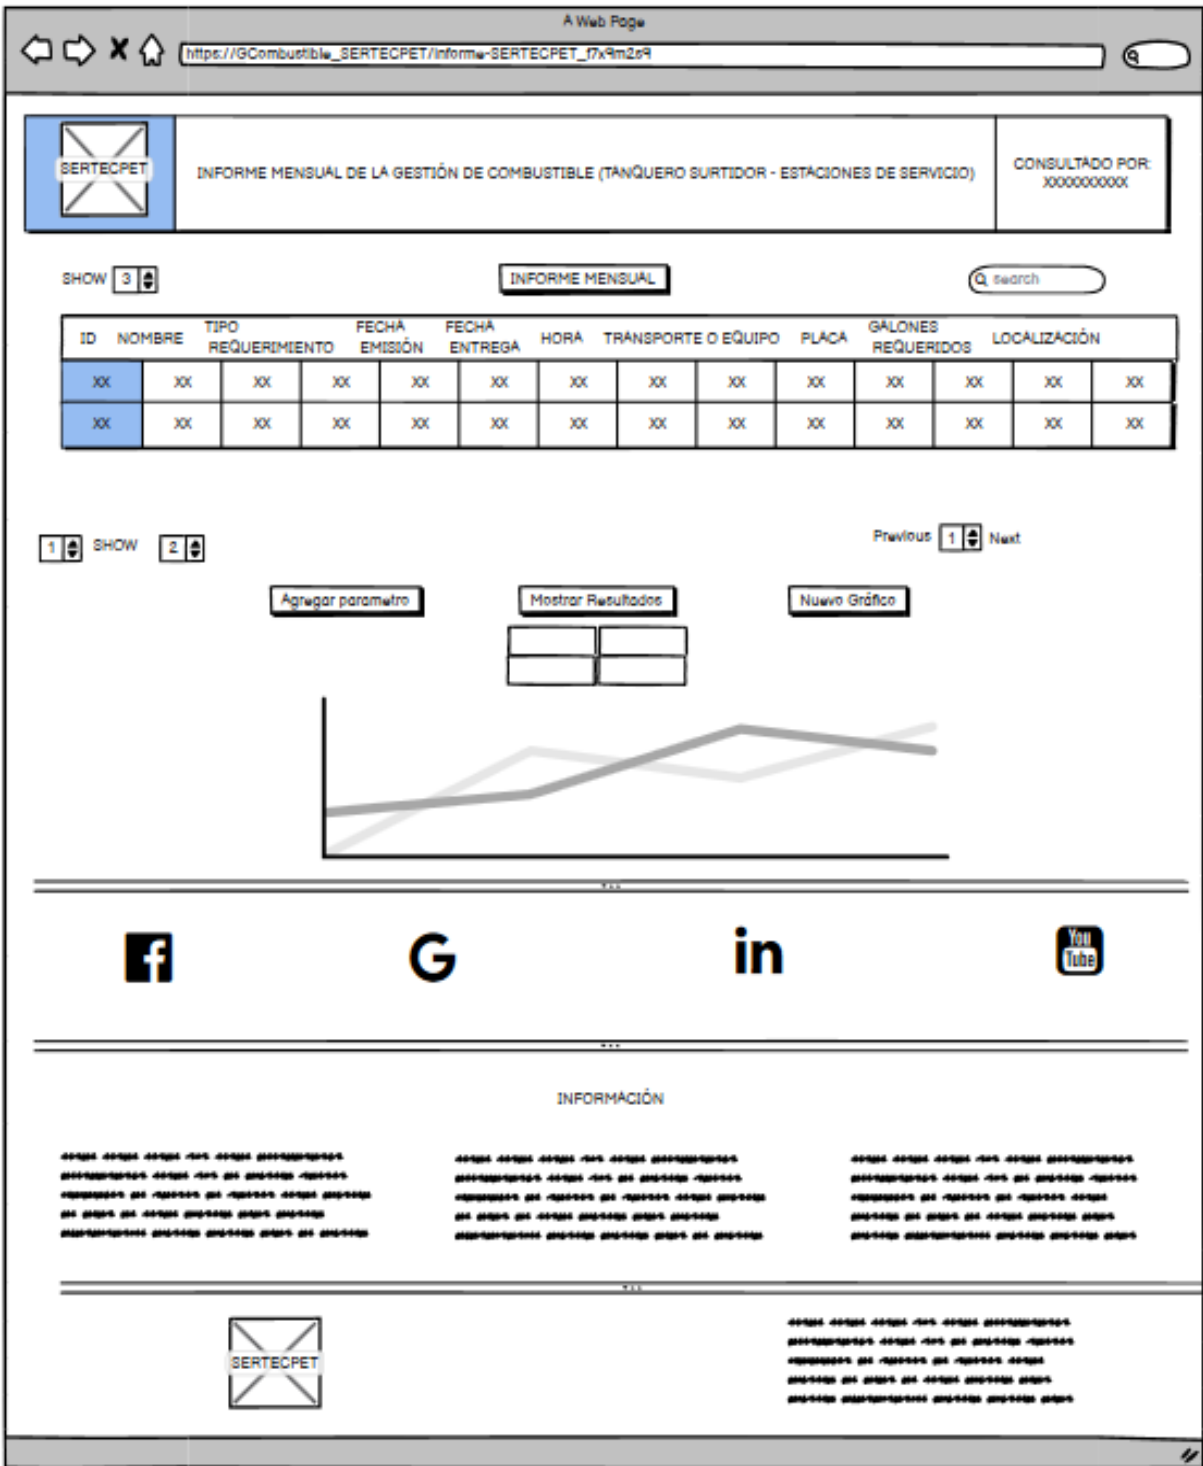 A Web Page
https://GCombustible_SERTECPET/informe-SERTECPET_f7x9m2s9
SERTECPET
INFORME MENSUAL DE LA GESTIÓN DE COMBUSTIBLE (TANQUERO SURTIDOR - ESTACIONES DE SERVICIO)
CONSULTADO POR:
XXXXXXXXXX
SHOW 3
INFORME MENSUAL
search
ID NOMBRE TIPO REQUERIMIENTO FECHA EMISIÓN FECHA ENTREGA HORA TRANSPORTE O EQUIPO PLACA GALONES REQUERIDOS LOCALIZACIÓN
XX XX XX XX XX XX XX XX XX XX XX XX XX XX
XX XX XX XX XX XX XX XX XX XX XX XX XX XX
1 SHOW 2
Previous 1 Next
Agregar parametro
Mostrar Resultados
Nuevo Gráfico
f
G
in
You
Tube
INFORMACIÓN
SERTECPET